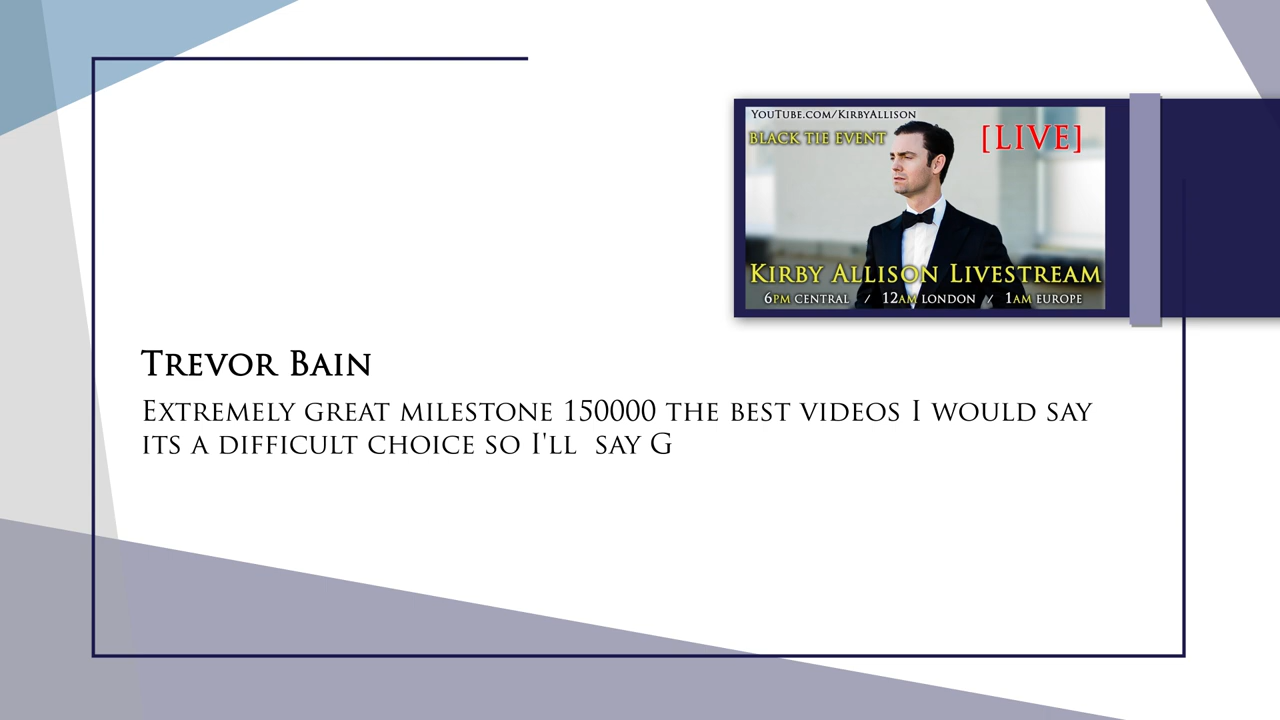 YouTube.com/KirbyAllison
BLACK TIE EVENT
[LIVE]
Kirby Allison Livestream
6PM CENTRAL / 12AM LONDON / 1AM EUROPE
Trevor Bain
Extremely great milestone 150000 the best videos I would say
its a difficult choice so I'll say G